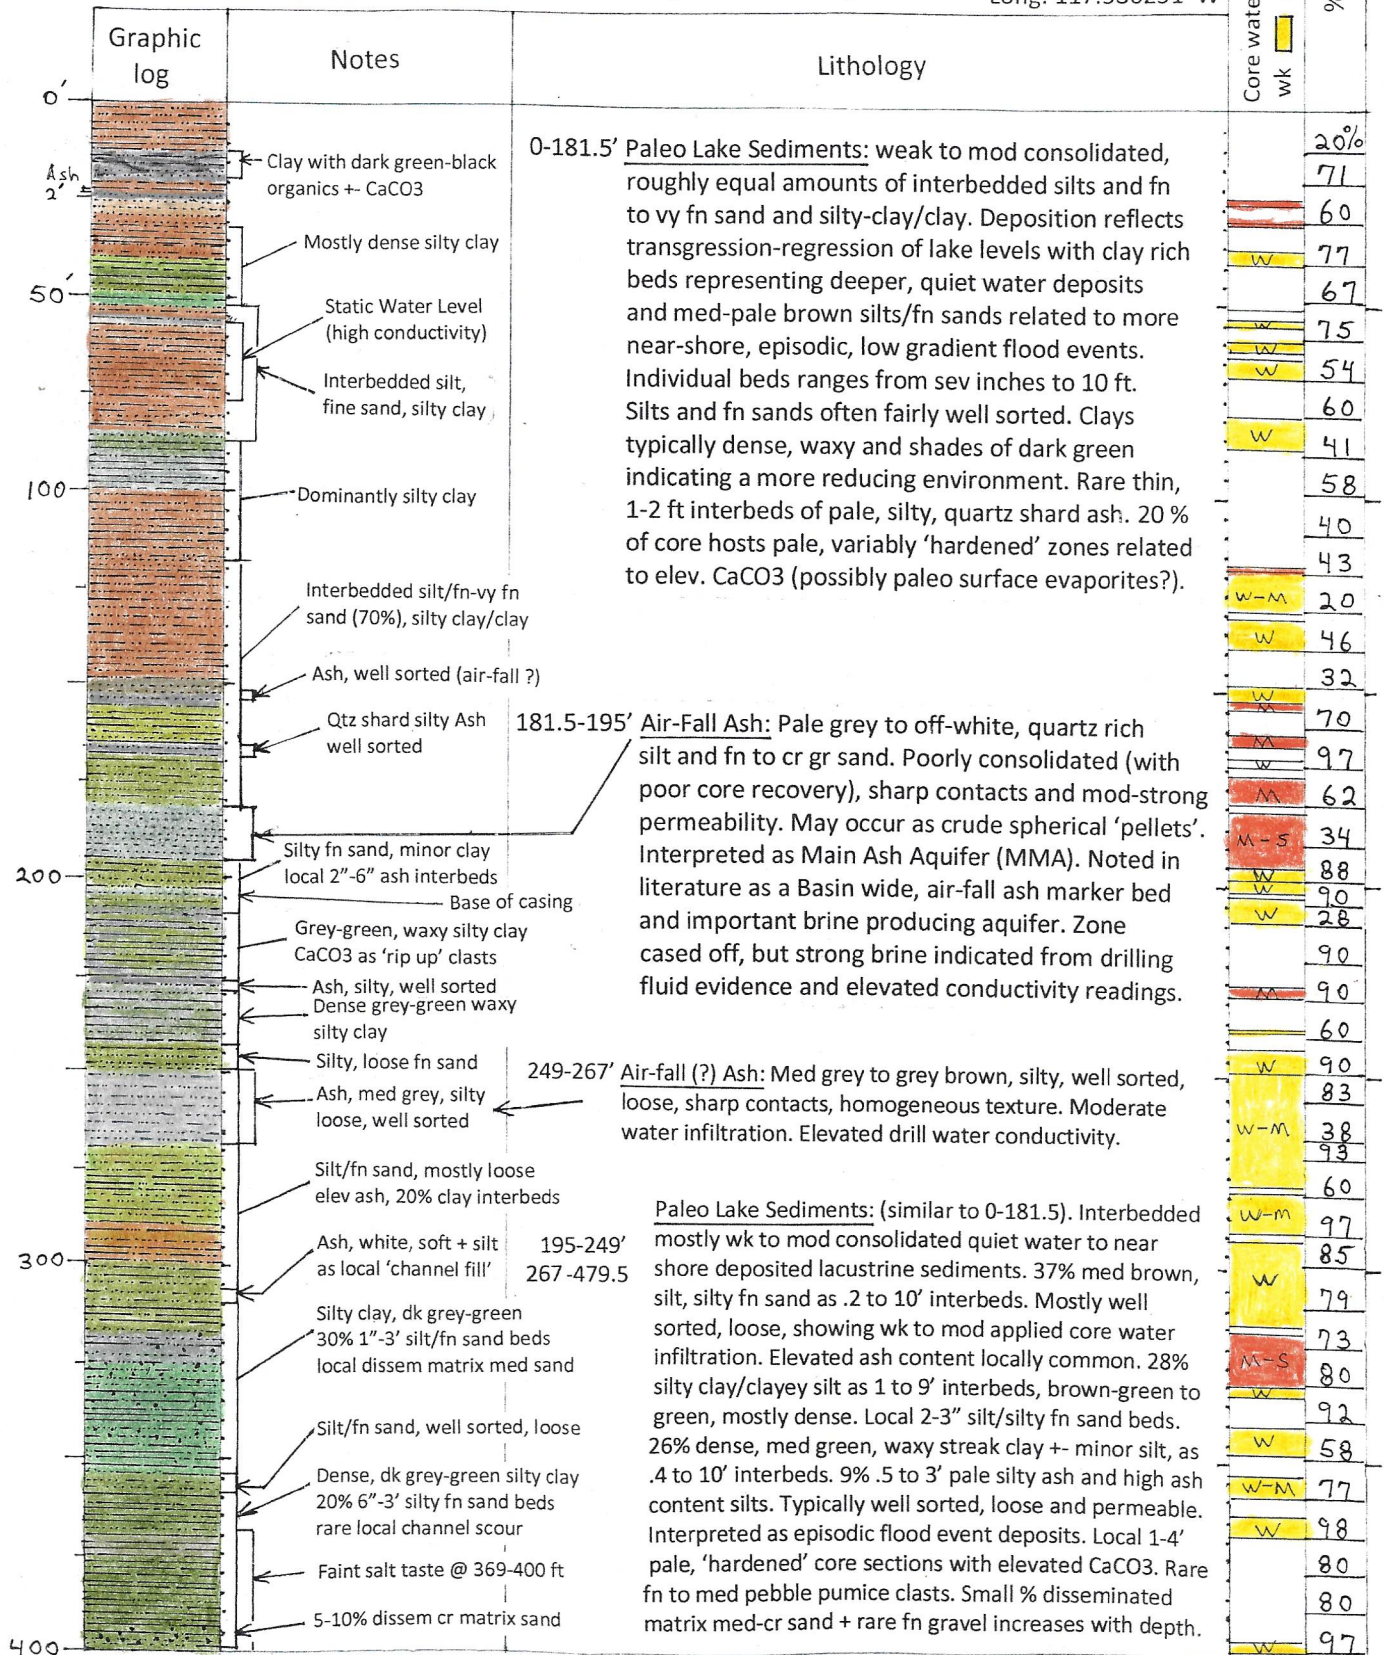 Long: 117.580251 W
Graphic
log
Notes
Lithology
Core wate
wk
%
0'
Ash
2'
50'
100
200
300
400
Clay with dark green-black
organics +- CaCO3
Mostly dense silty clay
Static Water Level
(high conductivity)
Interbedded silt,
fine sand, silty clay
Dominantly silty clay
Interbedded silt/fn-vy fn
sand (70%), silty clay/clay
Ash, well sorted (air-fall ?)
Qtz shard silty Ash
well sorted
Silty fn sand, minor clay
local 2”-6” ash interbeds
Base of casing
Grey-green, waxy silty clay
CaCO3 as ‘rip up’ clasts
Ash, silty, well sorted
Dense grey-green waxy
silty clay
Silty, loose fn sand
Ash, med grey, silty
loose, well sorted
Silt/fn sand, mostly loose
elev ash, 20% clay interbeds
Ash, white, soft + silt
as local ‘channel fill’
Silty clay, dk grey-green
30% 1”-3’ silt/fn sand beds
local dissem matrix med sand
Silt/fn sand, well sorted, loose
Dense, dk grey-green silty clay
20% 6”-3’ silty fn sand beds
rare local channel scour
Faint salt taste @ 369-400 ft
5-10% dissem cr matrix sand
0-181.5’ Paleo Lake Sediments: weak to mod consolidated,
roughly equal amounts of interbedded silts and fn
to vy fn sand and silty-clay/clay. Deposition reflects
transgression-regression of lake levels with clay rich
beds representing deeper, quiet water deposits
and med-pale brown silts/fn sands related to more
near-shore, episodic, low gradient flood events.
Individual beds ranges from sev inches to 10 ft.
Silts and fn sands often fairly well sorted. Clays
typically dense, waxy and shades of dark green
indicating a more reducing environment. Rare thin,
1-2 ft interbeds of pale, silty, quartz shard ash. 20 %
of core hosts pale, variably ‘hardened’ zones related
to elev. CaCO3 (possibly paleo surface evaporites?).
181.5-195’ Air-Fall Ash: Pale grey to off-white, quartz rich
silt and fn to cr gr sand. Poorly consolidated (with
poor core recovery), sharp contacts and mod-strong
permeability. May occur as crude spherical ‘pellets’.
Interpreted as Main Ash Aquifer (MMA). Noted in
literature as a Basin wide, air-fall ash marker bed
and important brine producing aquifer. Zone
cased off, but strong brine indicated from drilling
fluid evidence and elevated conductivity readings.
249-267’ Air-fall (?) Ash: Med grey to grey brown, silty, well sorted,
loose, sharp contacts, homogeneous texture. Moderate
water infiltration. Elevated drill water conductivity.
195-249’
267-479.5
Paleo Lake Sediments: (similar to 0-181.5). Interbedded
mostly wk to mod consolidated quiet water to near
shore deposited lacustrine sediments. 37% med brown,
silt, silty fn sand as .2 to 10’ interbeds. Mostly well
sorted, loose, showing wk to mod applied core water
infiltration. Elevated ash content locally common. 28%
silty clay/clayey silt as 1 to 9’ interbeds, brown-green to
green, mostly dense. Local 2-3” silt/silty fn sand beds.
26% dense, med green, waxy streak clay +- minor silt, as
.4 to 10’ interbeds. 9% .5 to 3’ pale silty ash and high ash
content silts. Typically well sorted, loose and permeable.
Interpreted as episodic flood event deposits. Local 1-4’
pale, ‘hardened’ core sections with elevated CaCO3. Rare
fn to med pebble pumice clasts. Small % disseminated
matrix med-cr sand + rare fn gravel increases with depth.
W
W
W
W
W
W-M
W
W
M
M
W
M
M-S
W
W
W
M
W
W-M
W-M
W
M-S
W
W
W-M
W
W
20%
71
60
77
67
75
54
60
41
58
40
43
20
46
32
70
97
62
34
88
90
28
90
90
60
90
83
38
93
60
97
85
79
73
80
92
58
77
98
80
80
97